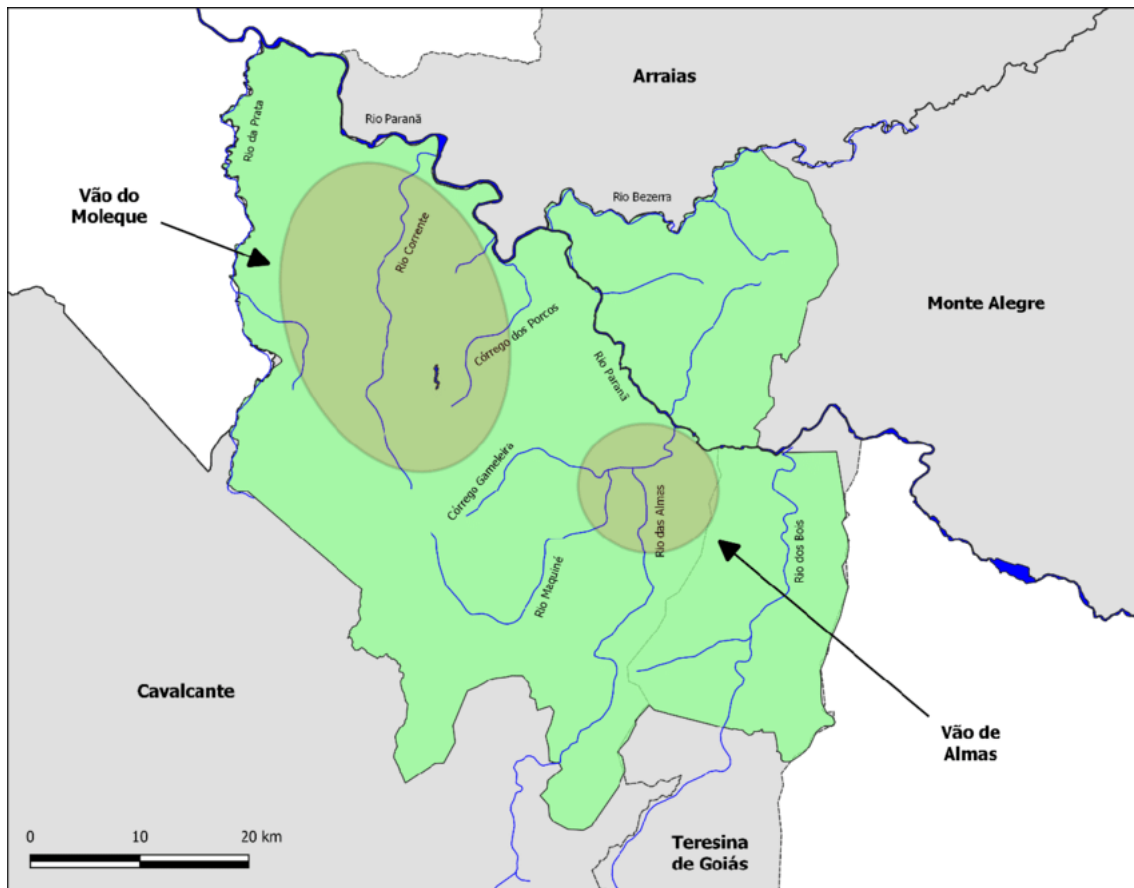 Arraias
Rio Paranã
Rio da Prata
Vão do
Moleque
Rio Bezerra
Rio Corrente
Monte Alegre
Córrego dos Porcos
Rio Paranã
Córrego Gameleira
Rio das Almas
Rio dos Bois
Rio Maquiné
Cavalcante
Vão de
Almas
0 10 20 km
Teresina
de Goiás